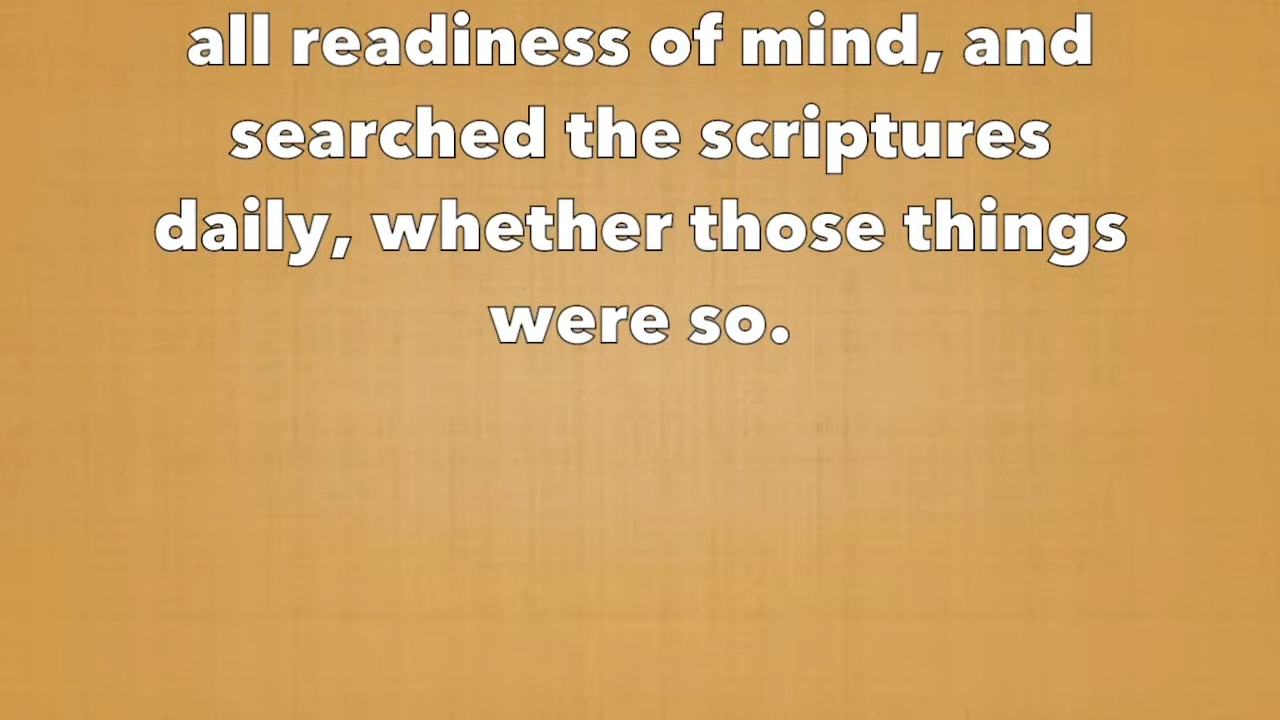 all readiness of mind, and
searched the scriptures
daily, whether those things
were so.